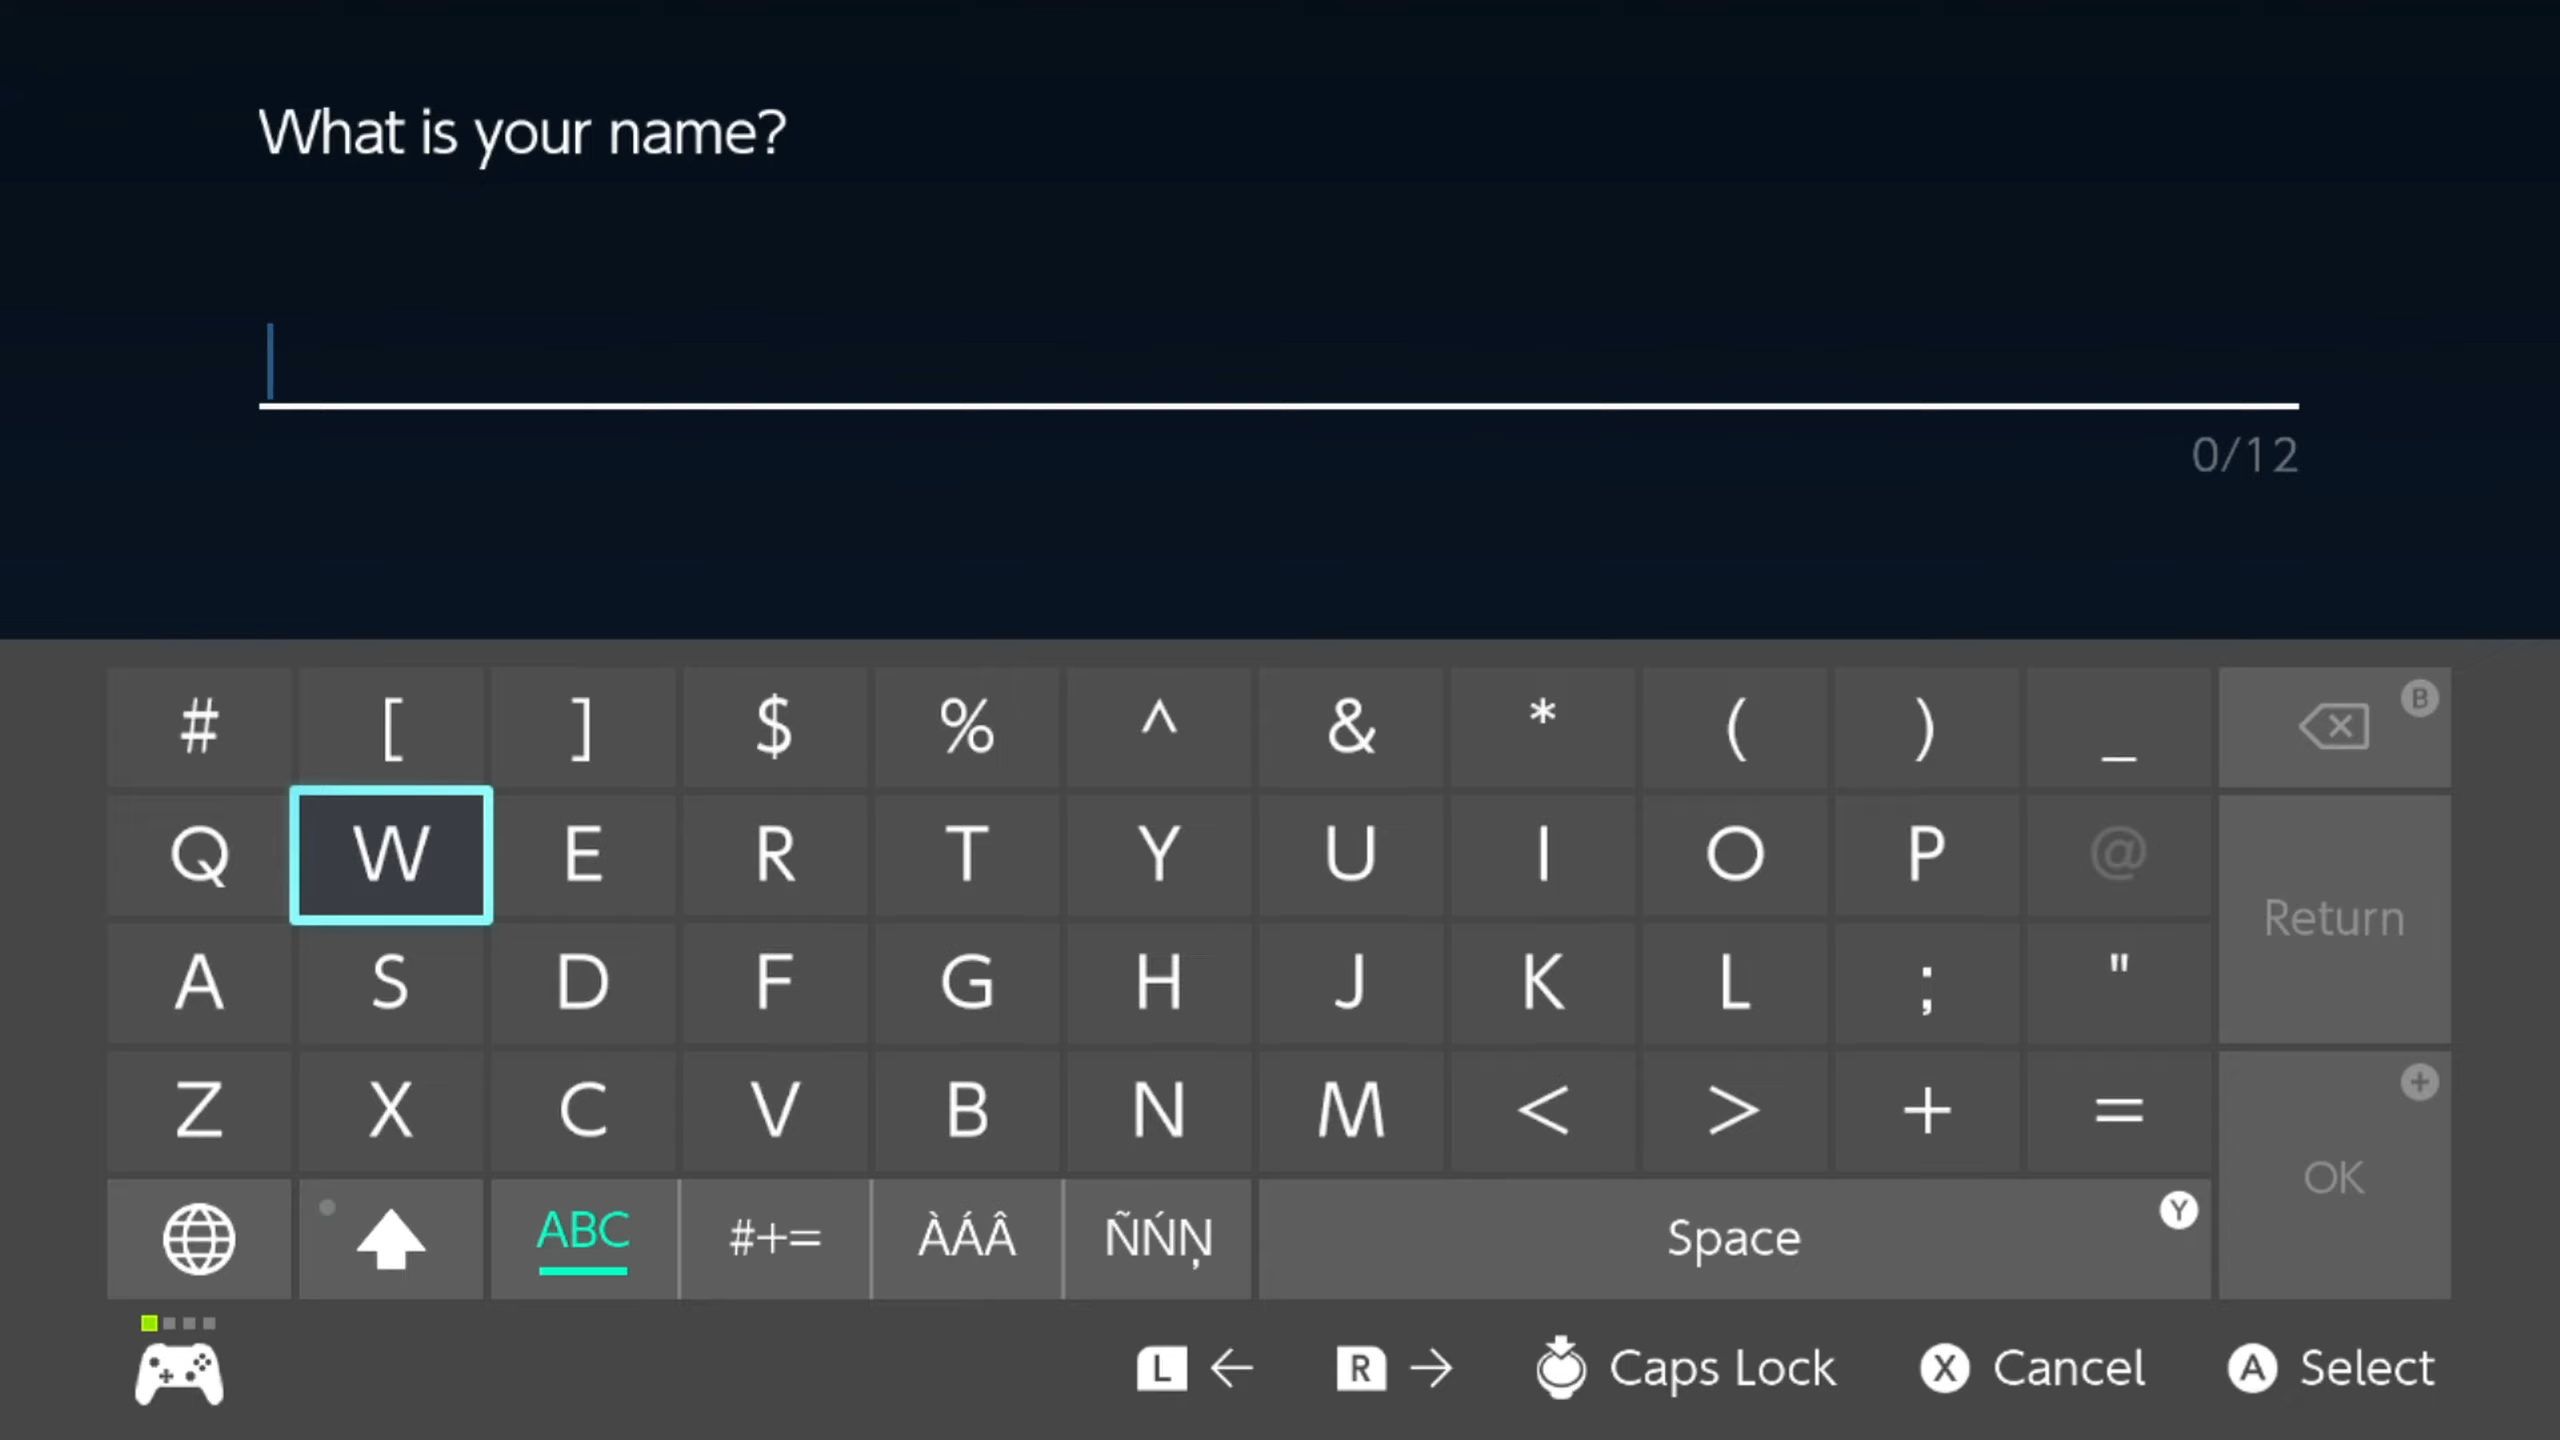 What is your name?
0/12
# [ ] $ % ^ & * ( ) _ B
Q W E R T Y U I O P @ Return
A S D F G H J K L ; "
Z X C V B N M < > + = + OK
ABC #+= ÀÁÂ ÑŃŅ Space Y
L ← R → Caps Lock X Cancel A Select